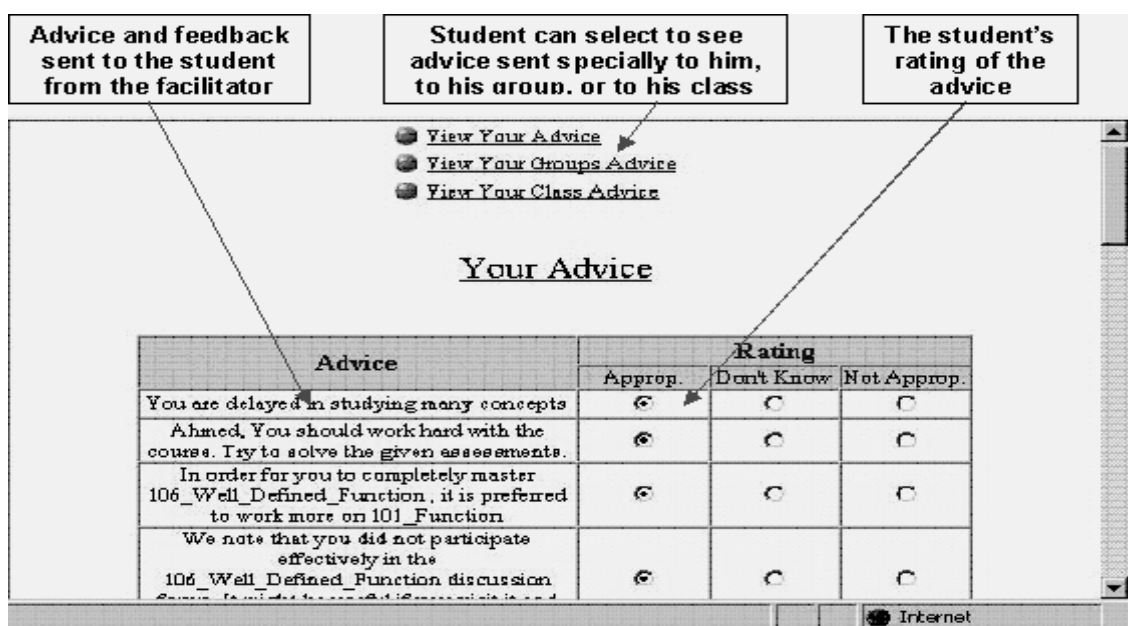 Advice and feedback
sent to the student
from the facilitator
Student can select to see
advice sent specially to him,
to his group, or to his class
The student's
rating of the
advice
View Your Advice
View Your Groups Advice
View Your Class Advice
Your Advice
Advice
Rating
Approp.
Don't Know
Not Approp.
You are delayed in studying many concepts
Ahmed, You should work hard with the
course. Try to solve the given assessments.
In order for you to completely master
106_Well_Defined_Function, it is preferred
to work more on 101_Function
We note that you did not participate
effectively in the
106_Well_Defined_Function discussion
Internet